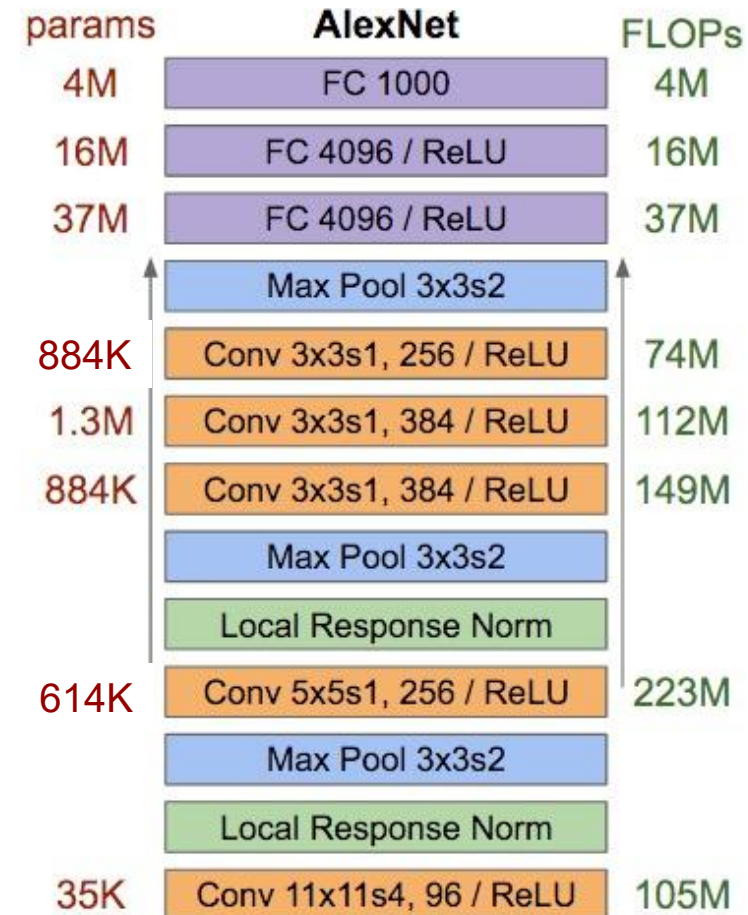 params AlexNet FLOPs
4M FC 1000 4M
16M FC 4096 / ReLU 16M
37M FC 4096 / ReLU 37M
Max Pool 3x3s2
884K Conv 3x3s1, 256 / ReLU 74M
1.3M Conv 3x3s1, 384 / ReLU 112M
884K Conv 3x3s1, 384 / ReLU 149M
Max Pool 3x3s2
Local Response Norm
614K Conv 5x5s1, 256 / ReLU 223M
Max Pool 3x3s2
Local Response Norm
35K Conv 11x11s4, 96 / ReLU 105M